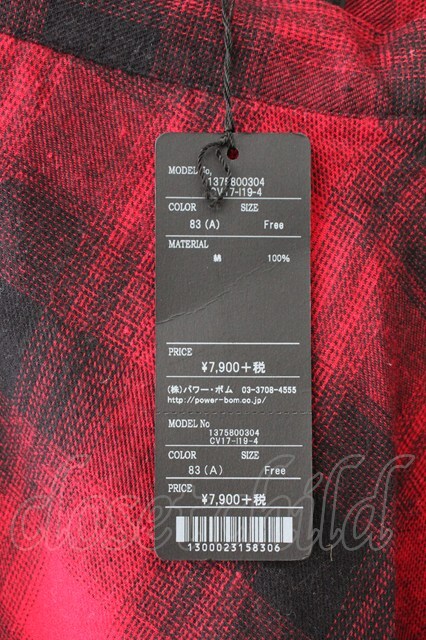 MODEL No.
1375800304
CV17-I19-4
COLOR SIZE
83 (A) Free
MATERIAL
綿 100%
PRICE
¥7,900+税
(株)パワー・ボム 03-3708-4555
http://power-bom.co.jp/
MODEL No
1375800304
CV17-I19-4
COLOR SIZE
83 (A) Free
PRICE
¥7,900+税
1300023158306
closet child